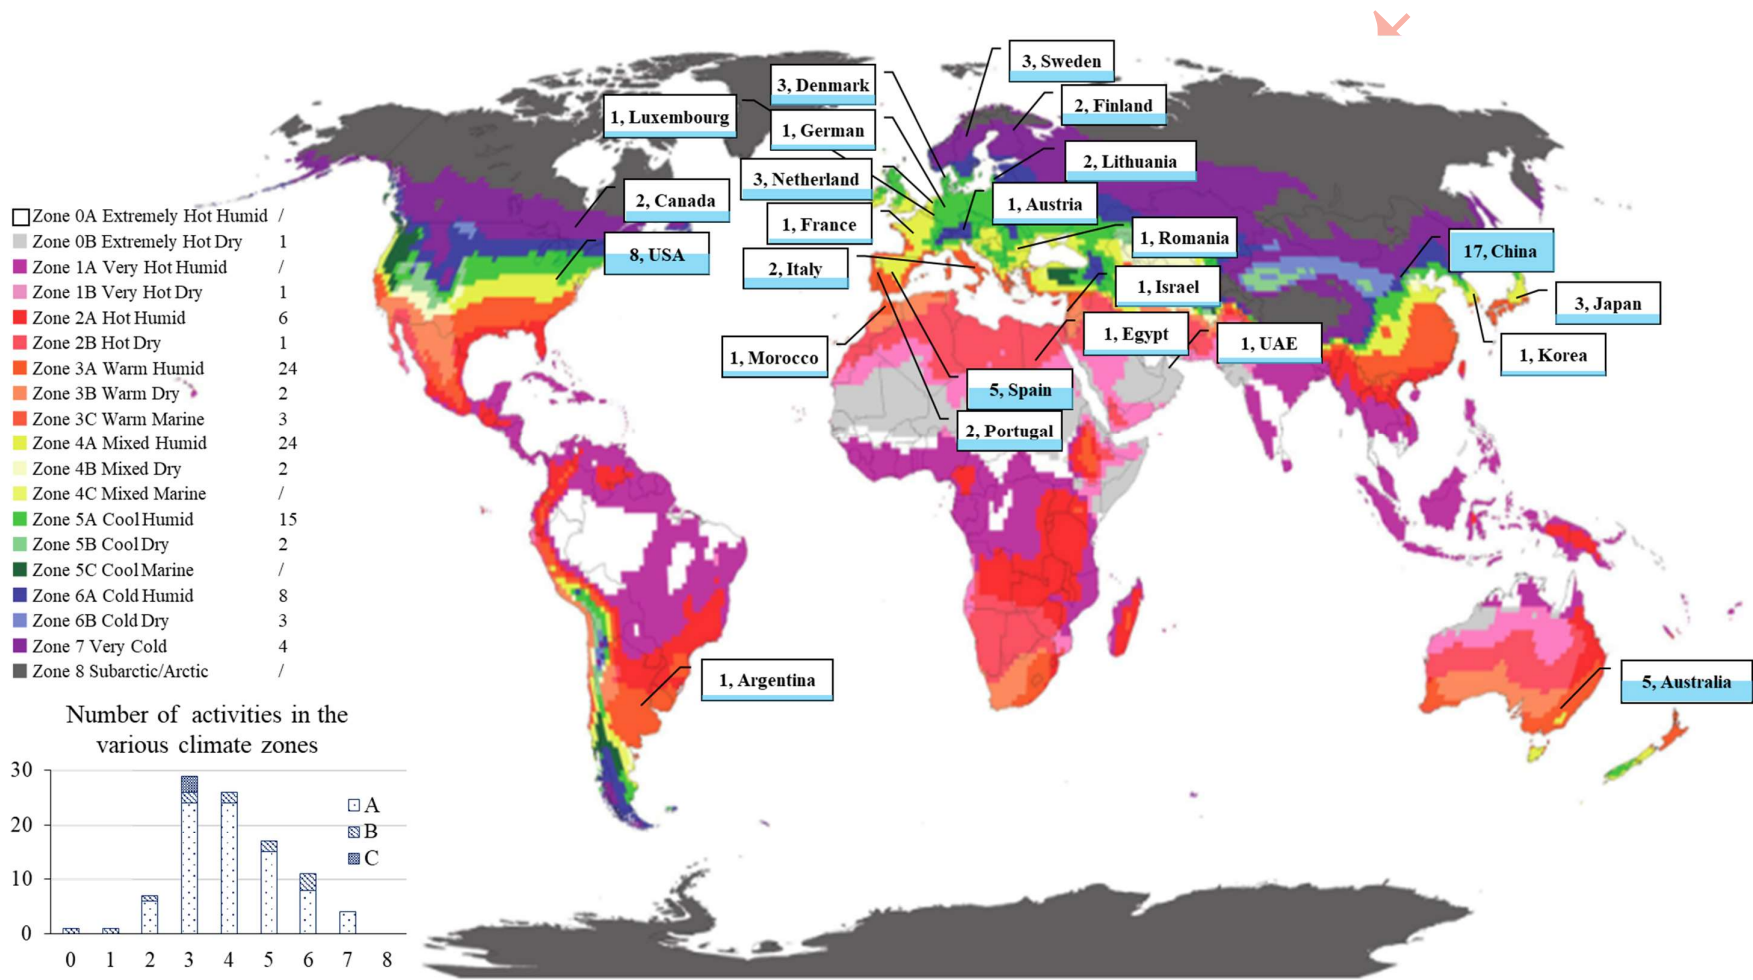 3, Sweden
3, Denmark
2, Finland
1, Luxembourg
1, German
2, Lithuania
3, Netherland
2, Canada
1, Austria
1, France
1, Romania
8, USA
17, China
2, Italy
1, Israel
3, Japan
1, Egypt
1, UAE
1, Morocco
1, Korea
5, Spain
2, Portugal
1, Argentina
5, Australia
Zone 0A Extremely Hot Humid /
Zone 0B Extremely Hot Dry 1
Zone 1A Very Hot Humid /
Zone 1B Very Hot Dry 1
Zone 2A Hot Humid 6
Zone 2B Hot Dry 1
Zone 3A Warm Humid 24
Zone 3B Warm Dry 2
Zone 3C Warm Marine 3
Zone 4A Mixed Humid 24
Zone 4B Mixed Dry 2
Zone 4C Mixed Marine /
Zone 5A Cool Humid 15
Zone 5B Cool Dry 2
Zone 5C Cool Marine /
Zone 6A Cold Humid 8
Zone 6B Cold Dry 3
Zone 7 Very Cold 4
Zone 8 Subarctic/Arctic /
Number of activities in the
various climate zones
30
20
10
0
A
B
C
0 1 2 3 4 5 6 7 8